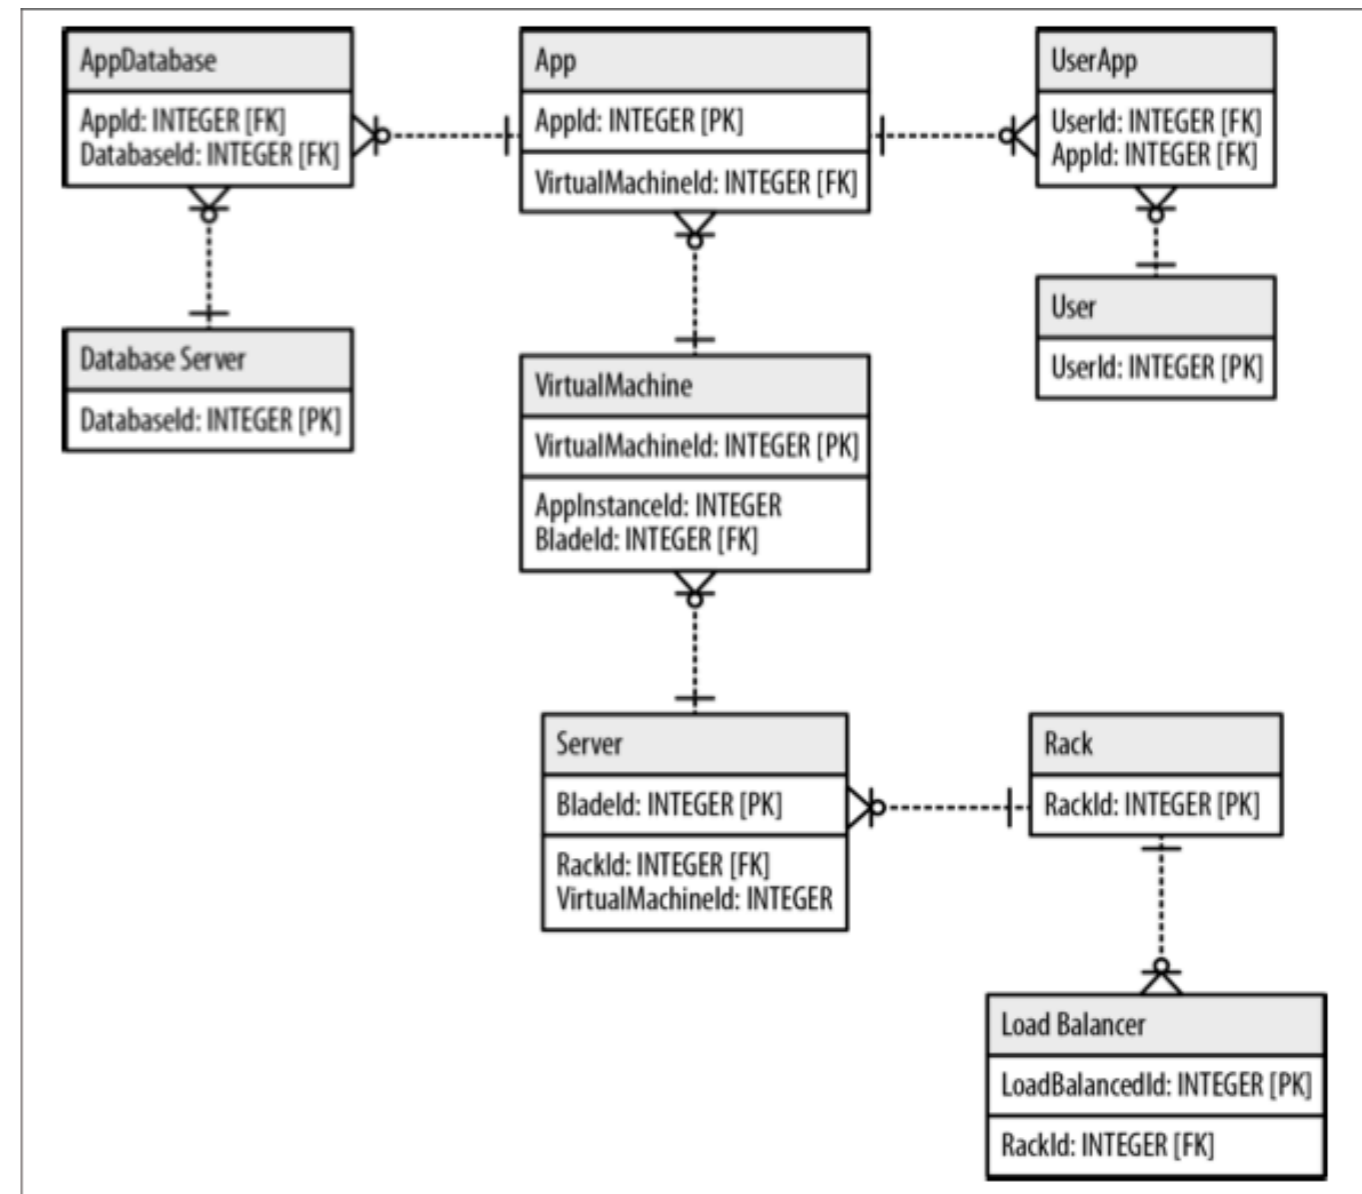 AppDatabase
AppId: INTEGER [FK]
DatabaseId: INTEGER [FK]
App
AppId: INTEGER [PK]
VirtualMachineId: INTEGER [FK]
UserApp
UserId: INTEGER [FK]
AppId: INTEGER [FK]
Database Server
DatabaseId: INTEGER [PK]
User
UserId: INTEGER [PK]
VirtualMachine
VirtualMachineId: INTEGER [PK]
AppInstanceId: INTEGER
BladeId: INTEGER [FK]
Server
BladeId: INTEGER [PK]
RackId: INTEGER [FK]
VirtualMachineId: INTEGER
Rack
RackId: INTEGER [PK]
Load Balancer
LoadBalancedId: INTEGER [PK]
RackId: INTEGER [FK]